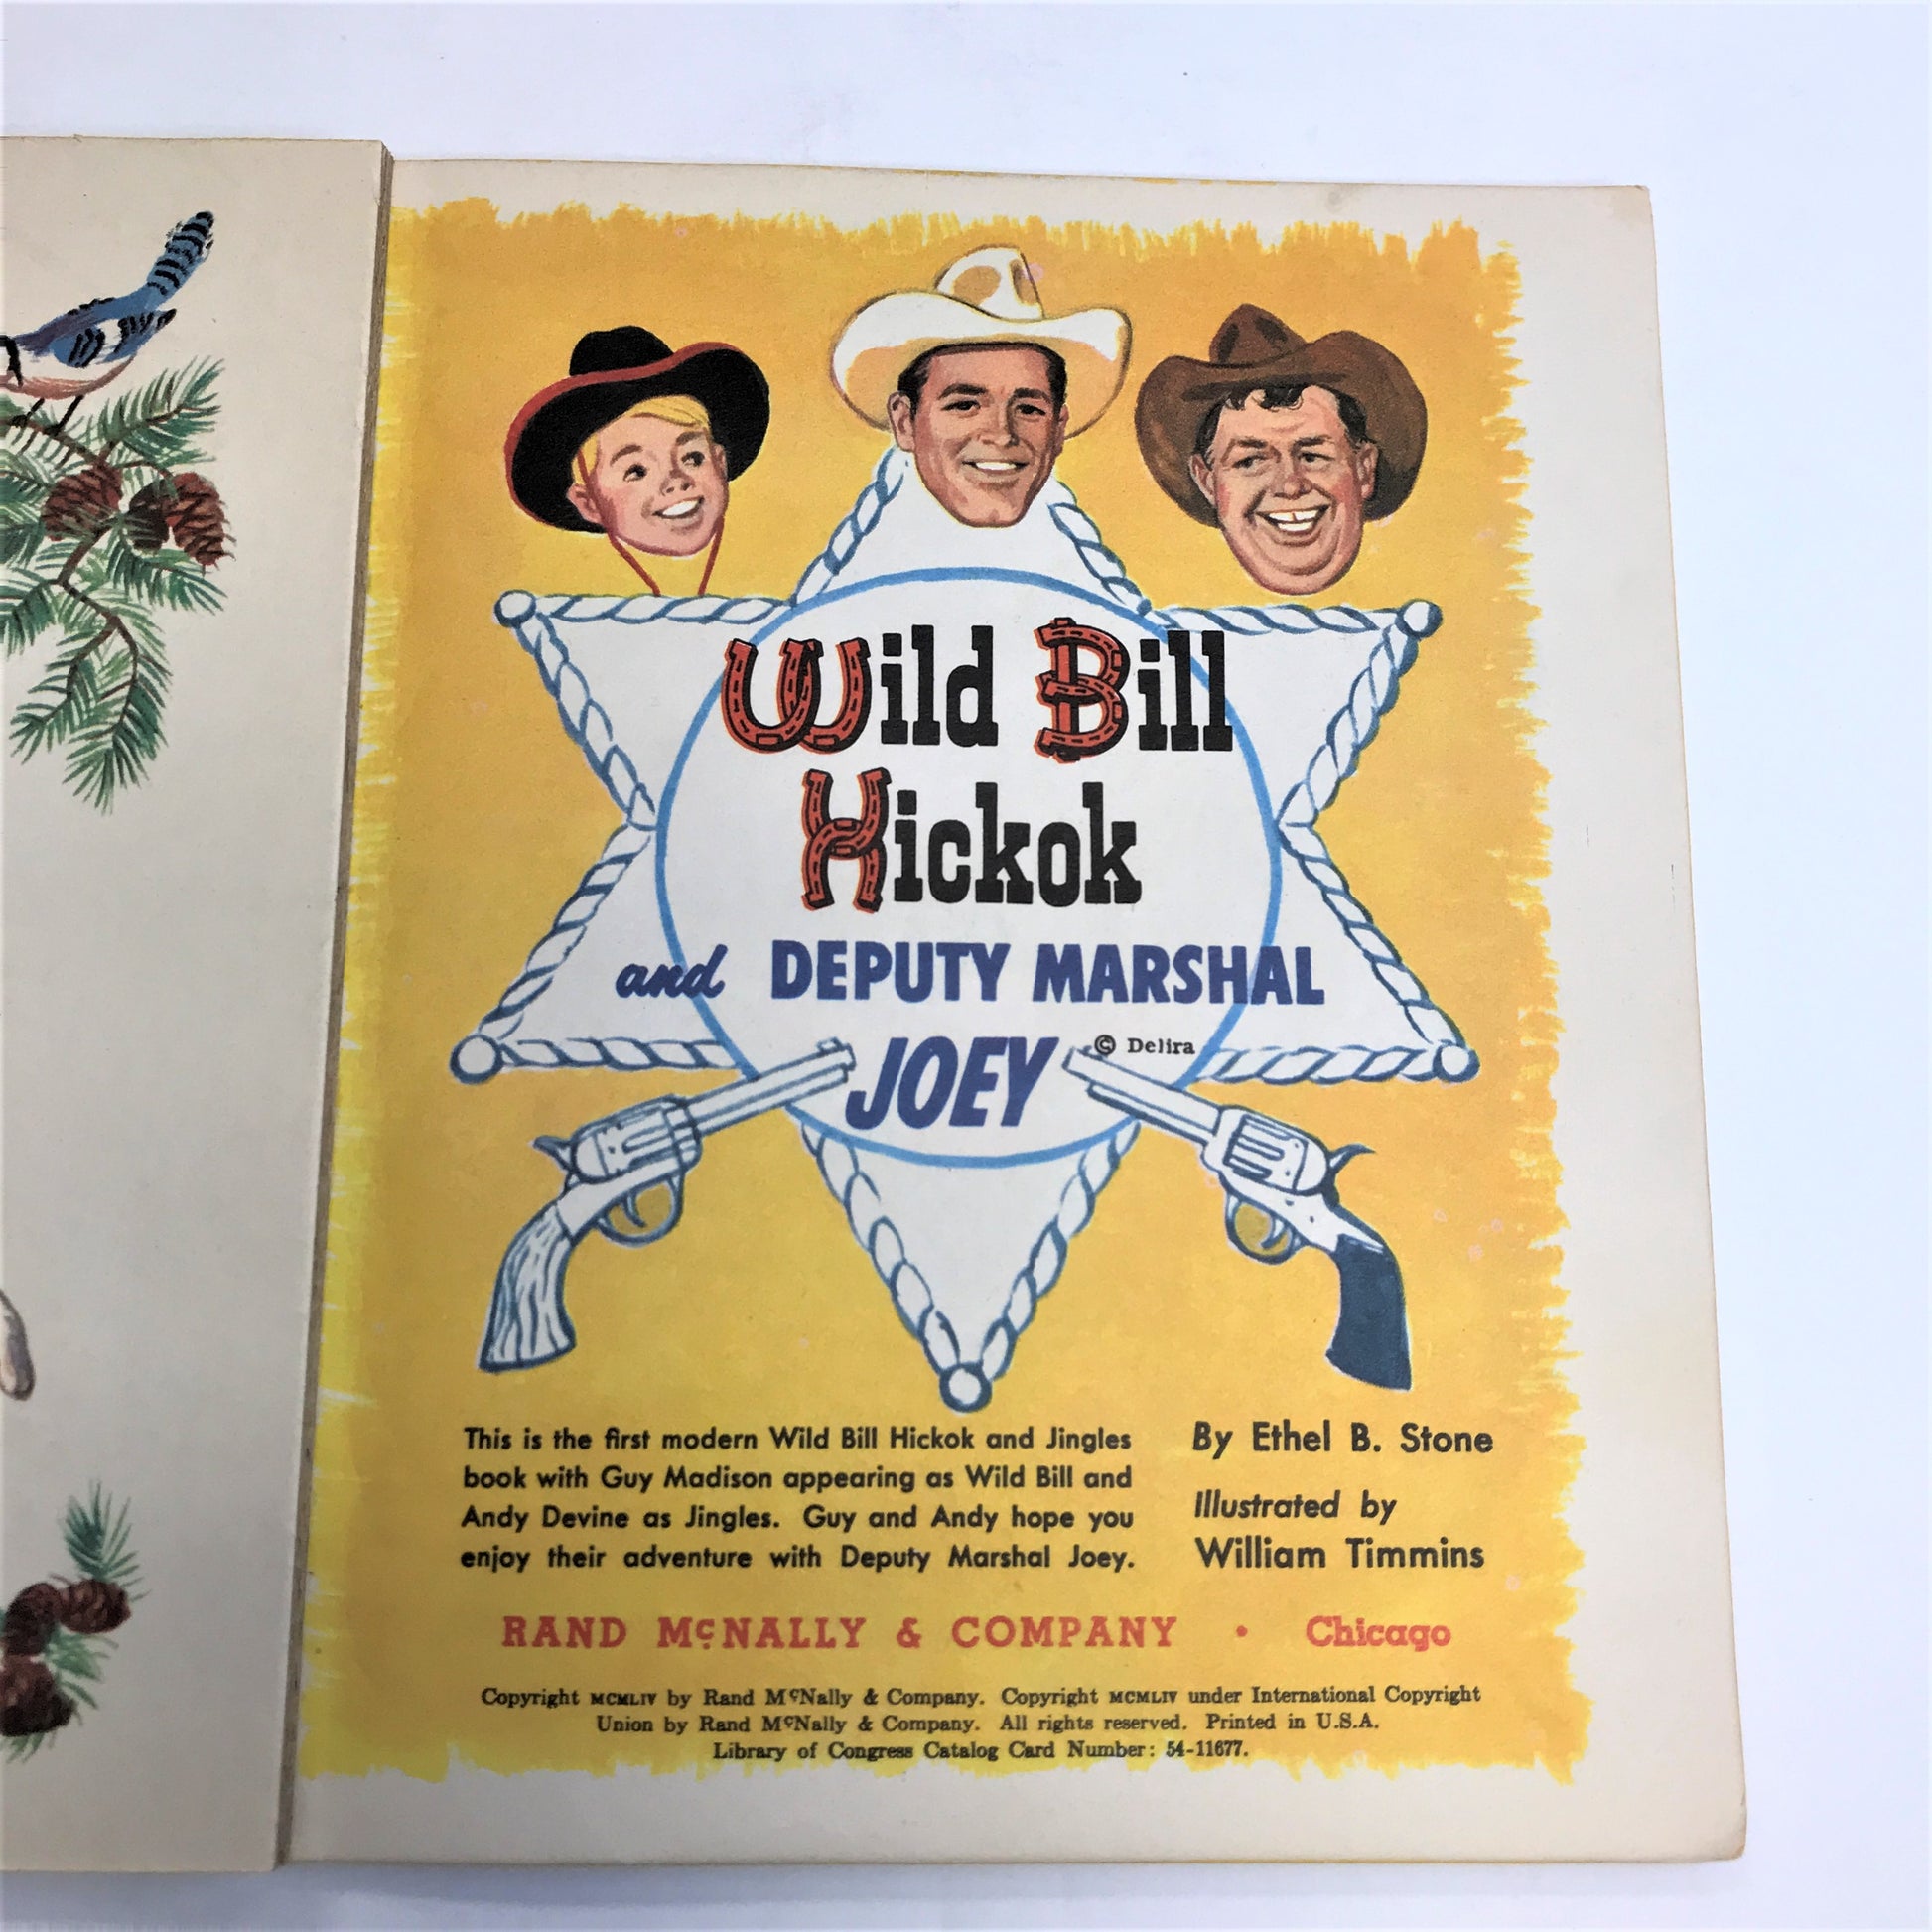 Wild Bill
Hickok
and DEPUTY MARSHAL
JOEY © Delira
This is the first modern Wild Bill Hickok and Jingles
book with Guy Madison appearing as Wild Bill and
Andy Devine as Jingles. Guy and Andy hope you
enjoy their adventure with Deputy Marshal Joey.
By Ethel B. Stone
Illustrated by
William Timmins
RAND McNALLY & COMPANY • Chicago
Copyright MCMLIV by Rand McNally & Company. Copyright MCMLIV under International Copyright
Union by Rand McNally & Company. All rights reserved. Printed in U.S.A.
Library of Congress Catalog Card Number: 54-11677.